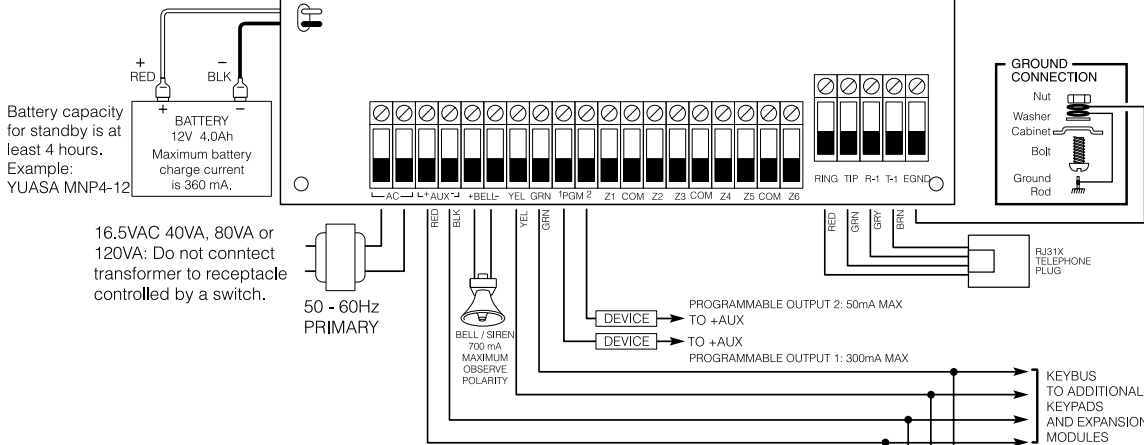 +
RED
−
BLK
+
−
BATTERY
12V 4.0Ah
Maximum battery
charge current
is 360 mA.
Battery capacity
for standby is at
least 4 hours.
Example:
YUASA MNP4-12
16.5VAC 40VA, 80VA or
120VA: Do not conntect
transformer to receptacle
controlled by a switch.
50 - 60Hz
PRIMARY
AC + AUX - +BELL- YEL GRN 1PGM 2 Z1 COM Z2 Z3 COM Z4 Z5 COM Z6
RED
BLK
YEL
GRN
BELL / SIREN
700 mA
MAXIMUM
OBSERVE
POLARITY
RING TIP R-1 T-1 EGND
RED
GRN
GRY
BRN
RJ31X
TELEPHONE
PLUG
GROUND
CONNECTION
Nut
Washer
Cabinet
Bolt
Ground
Rod
PROGRAMMABLE OUTPUT 2: 50mA MAX
DEVICE TO +AUX
DEVICE TO +AUX
PROGRAMMABLE OUTPUT 1: 300mA MAX
KEYBUS
TO ADDITIONAL
KEYPADS
AND EXPANSION
MODULES